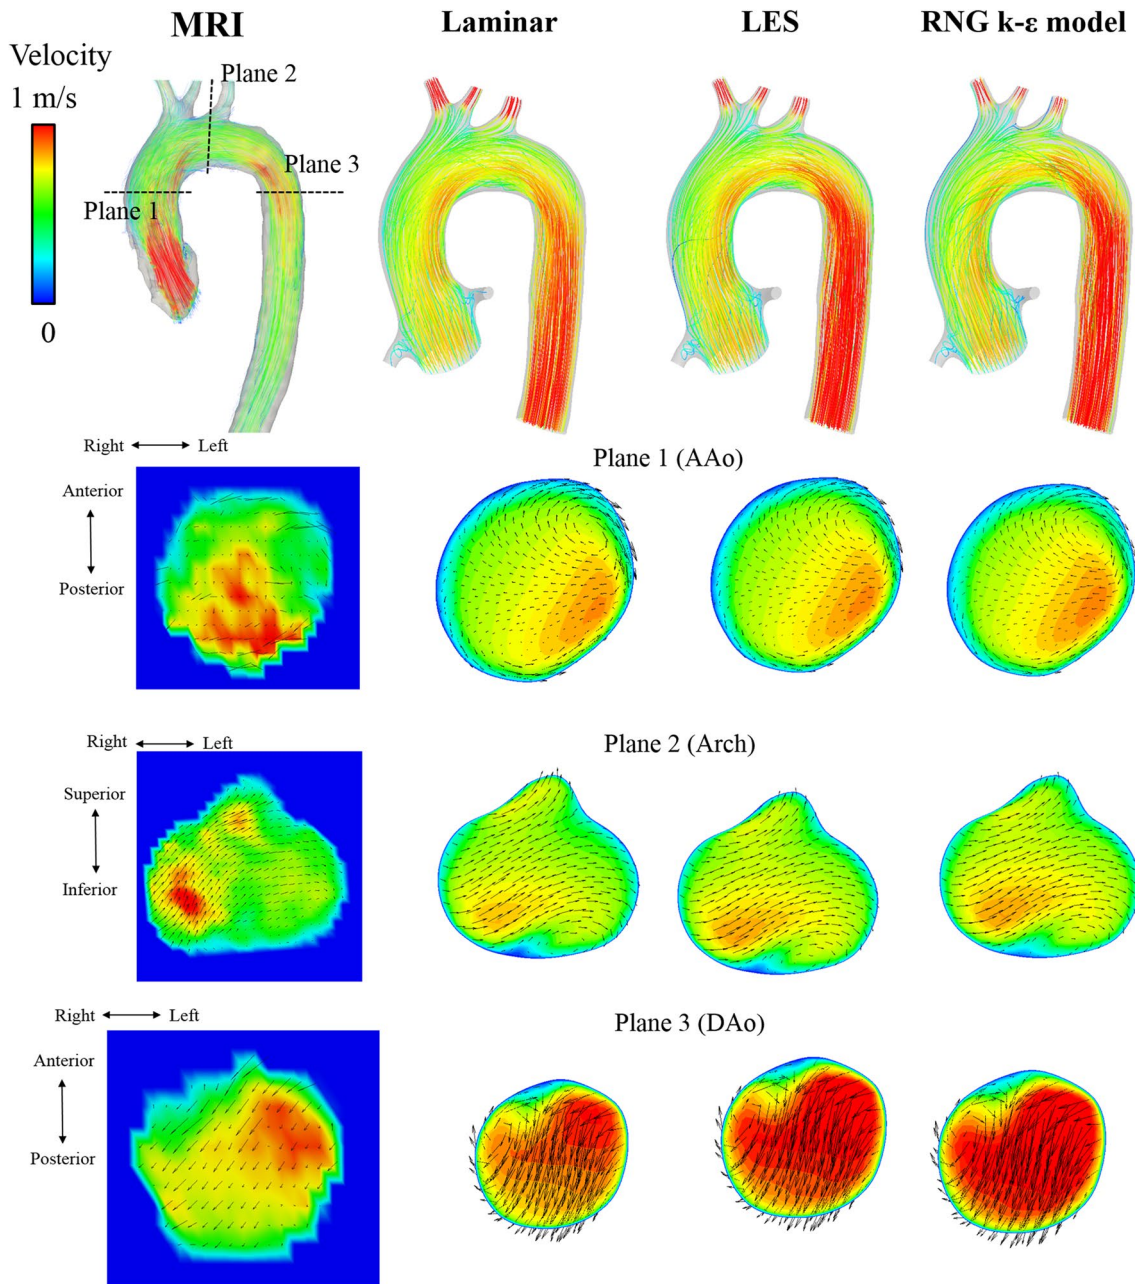 MRI
Laminar
LES
RNG k-ε model
Velocity
1 m/s
0
Plane 2
Plane 3
Plane 1
Right
Left
Plane 1 (AAo)
Anterior
Posterior
Right
Left
Plane 2 (Arch)
Superior
Inferior
Right
Left
Plane 3 (DAo)
Anterior
Posterior